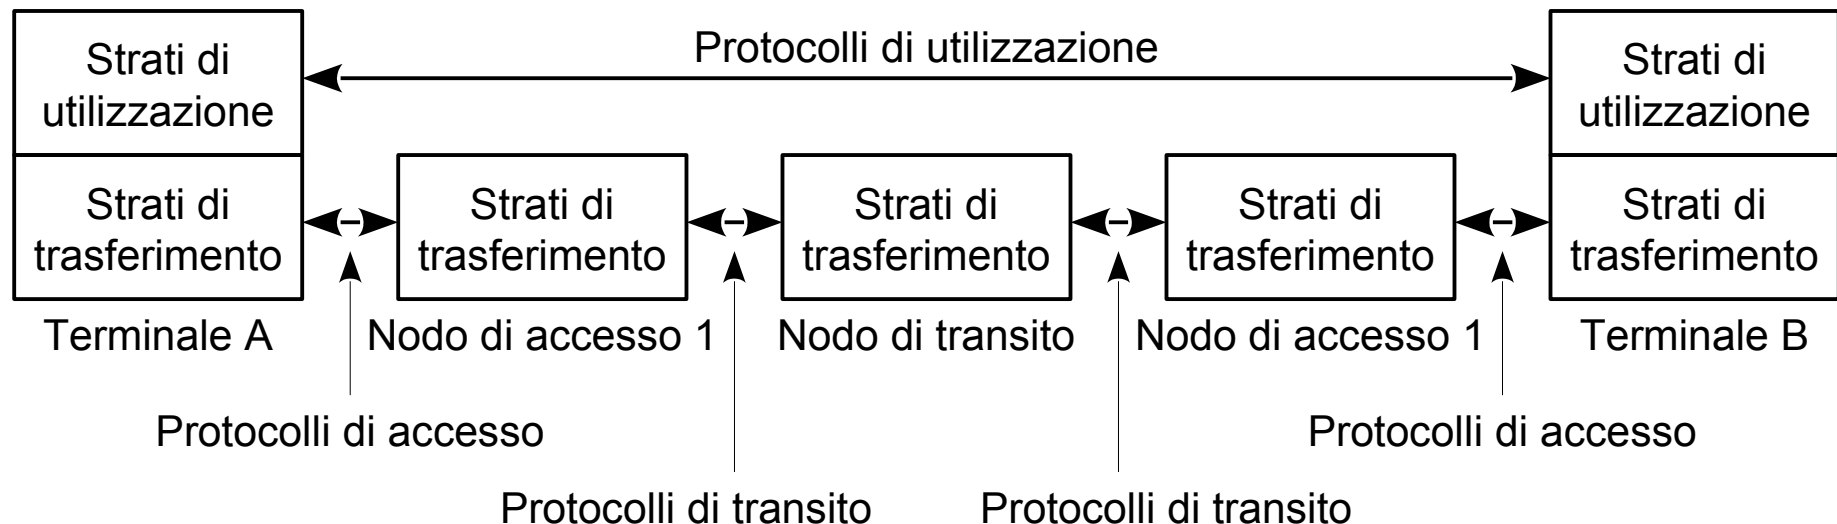 Protocolli di utilizzazione
Strati di
utilizzazione
Strati di
utilizzazione
Strati di
trasferimento
Strati di
trasferimento
Strati di
trasferimento
Strati di
trasferimento
Strati di
trasferimento
Terminale A
Nodo di accesso 1
Nodo di transito
Nodo di accesso 1
Terminale B
Protocolli di accesso
Protocolli di accesso
Protocolli di transito
Protocolli di transito